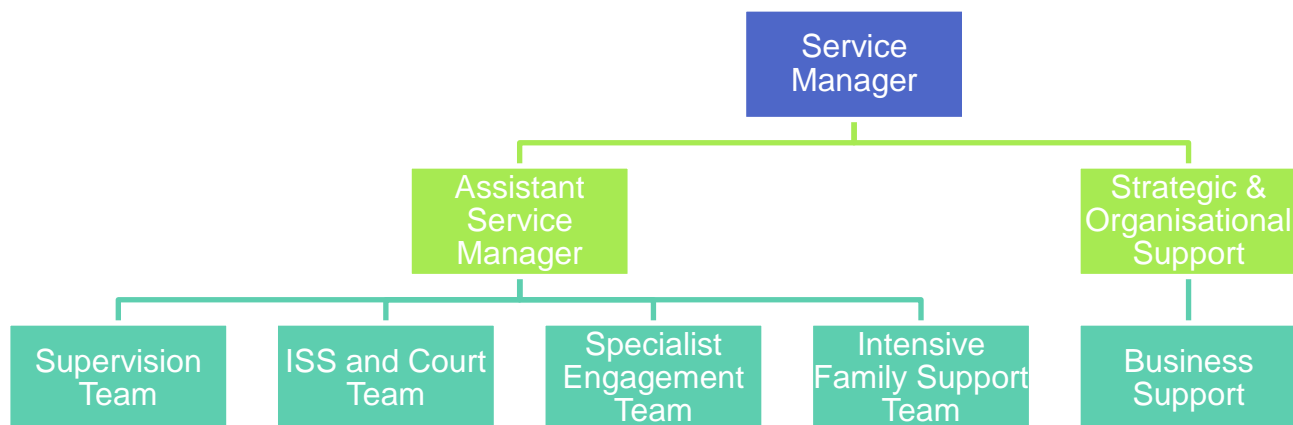 Service
Manager
Assistant
Service
Manager
Strategic &
Organisational
Support
Supervision
Team
ISS and Court
Team
Specialist
Engagement
Team
Intensive
Family Support
Team
Business
Support